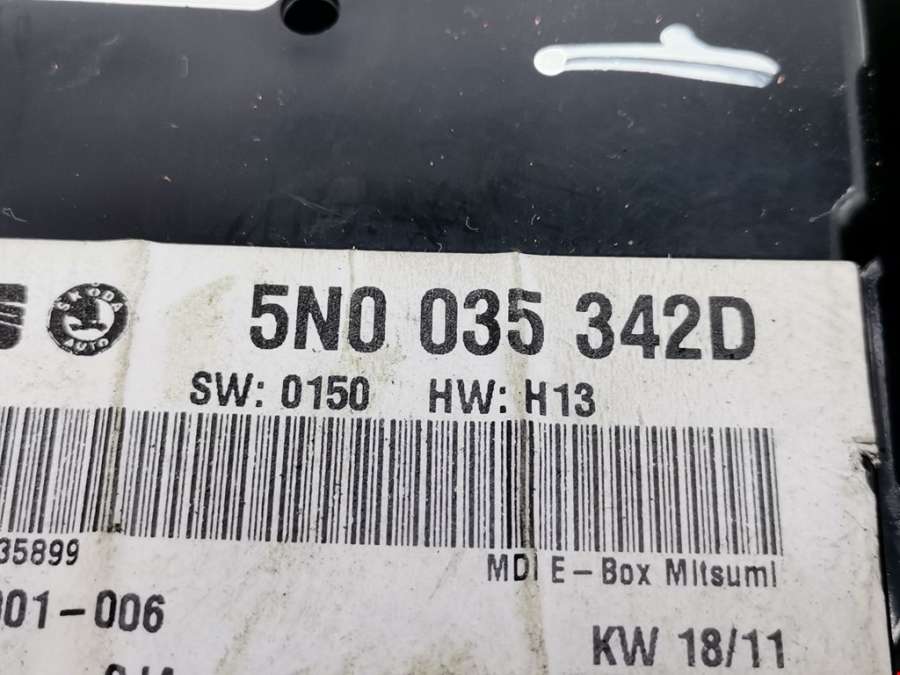 ŠKODA AUTO
5N0 035 342D
SW: 0150 HW: H13
35899
MDI E-Box Mitsumi
001-006
KW 18/11